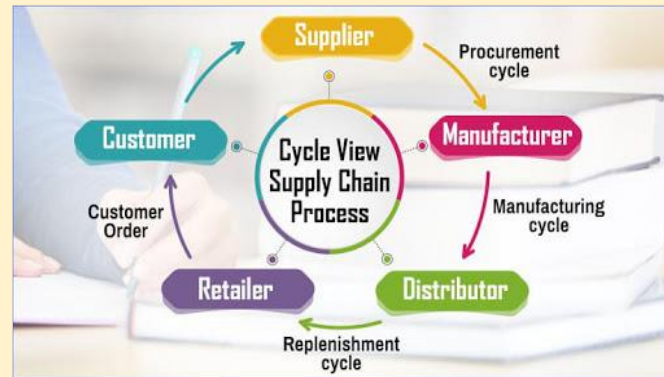 Supplier
Procurement
cycle
Customer
Manufacturer
Cycle View
Supply Chain
Process
Customer
Order
Manufacturing
cycle
Retailer
Distributor
Replenishment
cycle